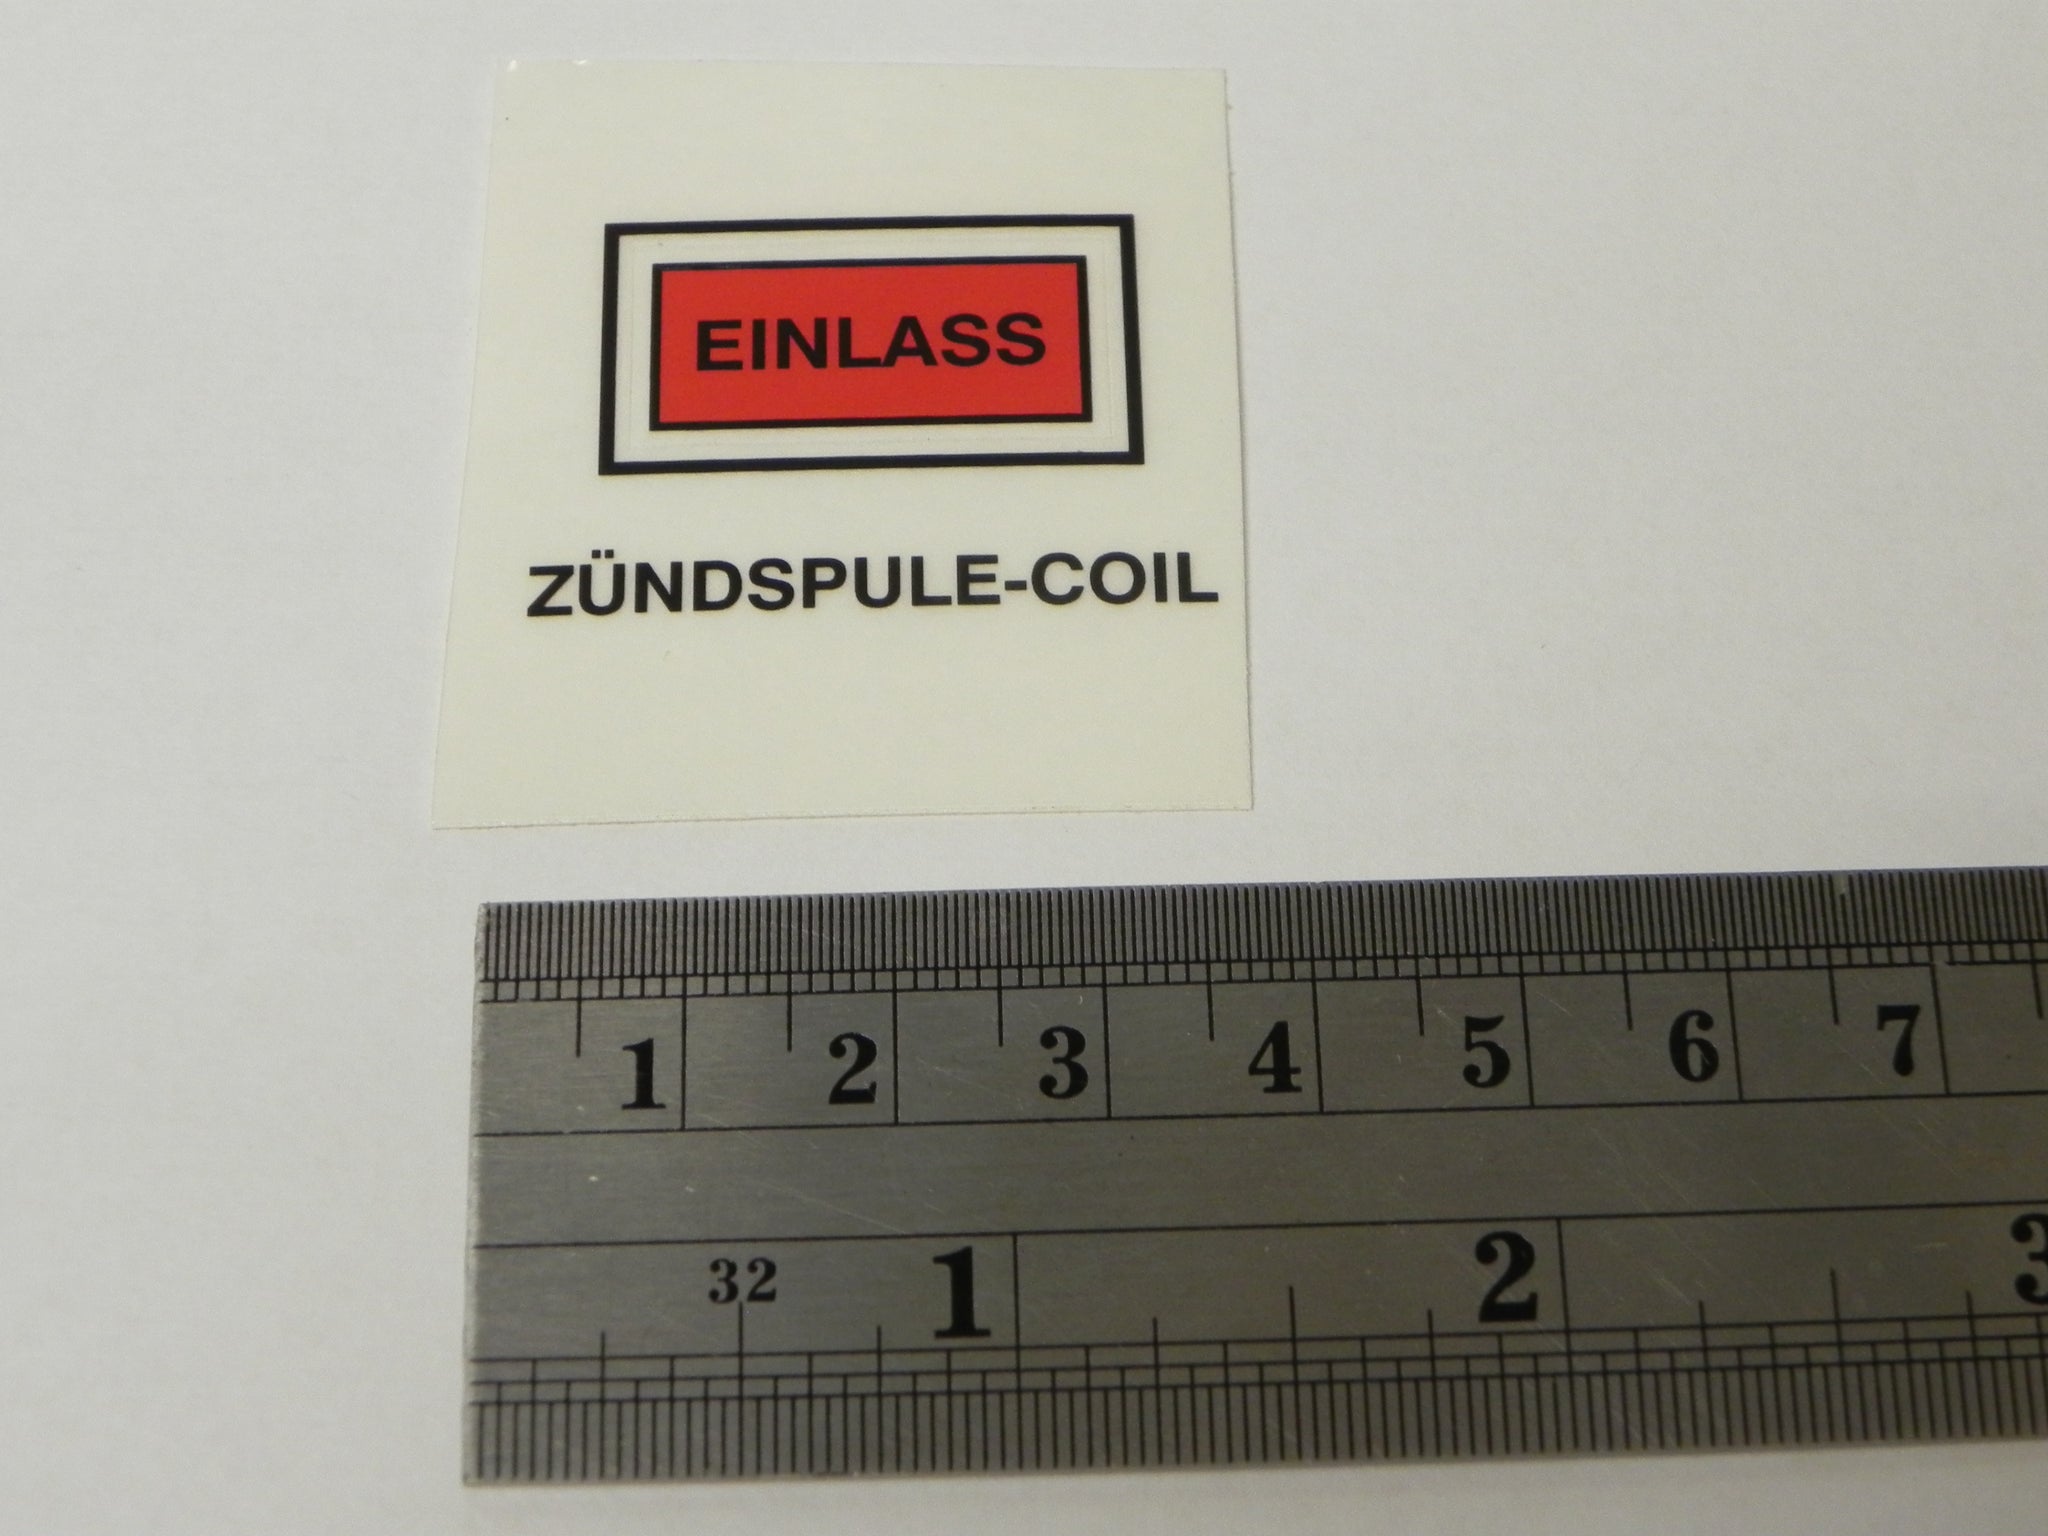 EINLASS
ZÜNDSPULE-COIL
1 2 3 4 5 6 7
32 1 2 3